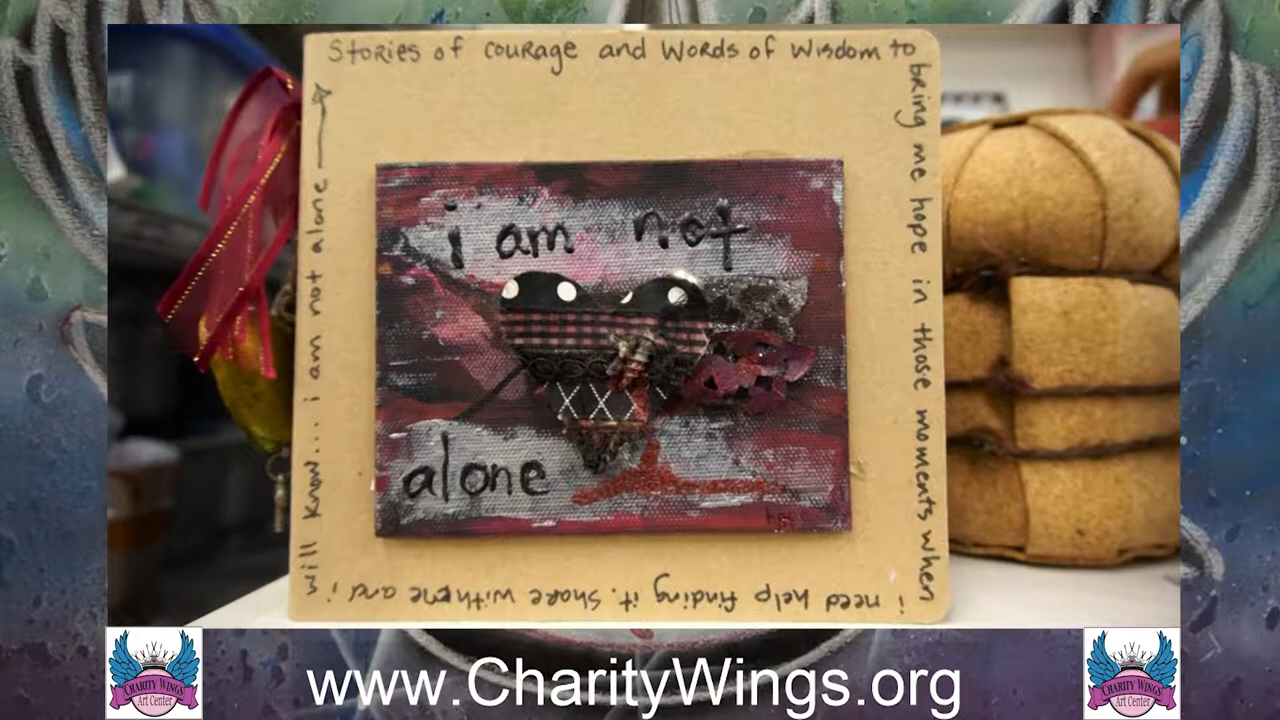 Stories of Courage and Words of Wisdom to
bring me hope in those moments when
i need help finding it. Share with me and i
will know... i am not alone
i am not
alone
CHARITY WINGS
Art Center
www.CharityWings.org
CHARITY WINGS
Art Center